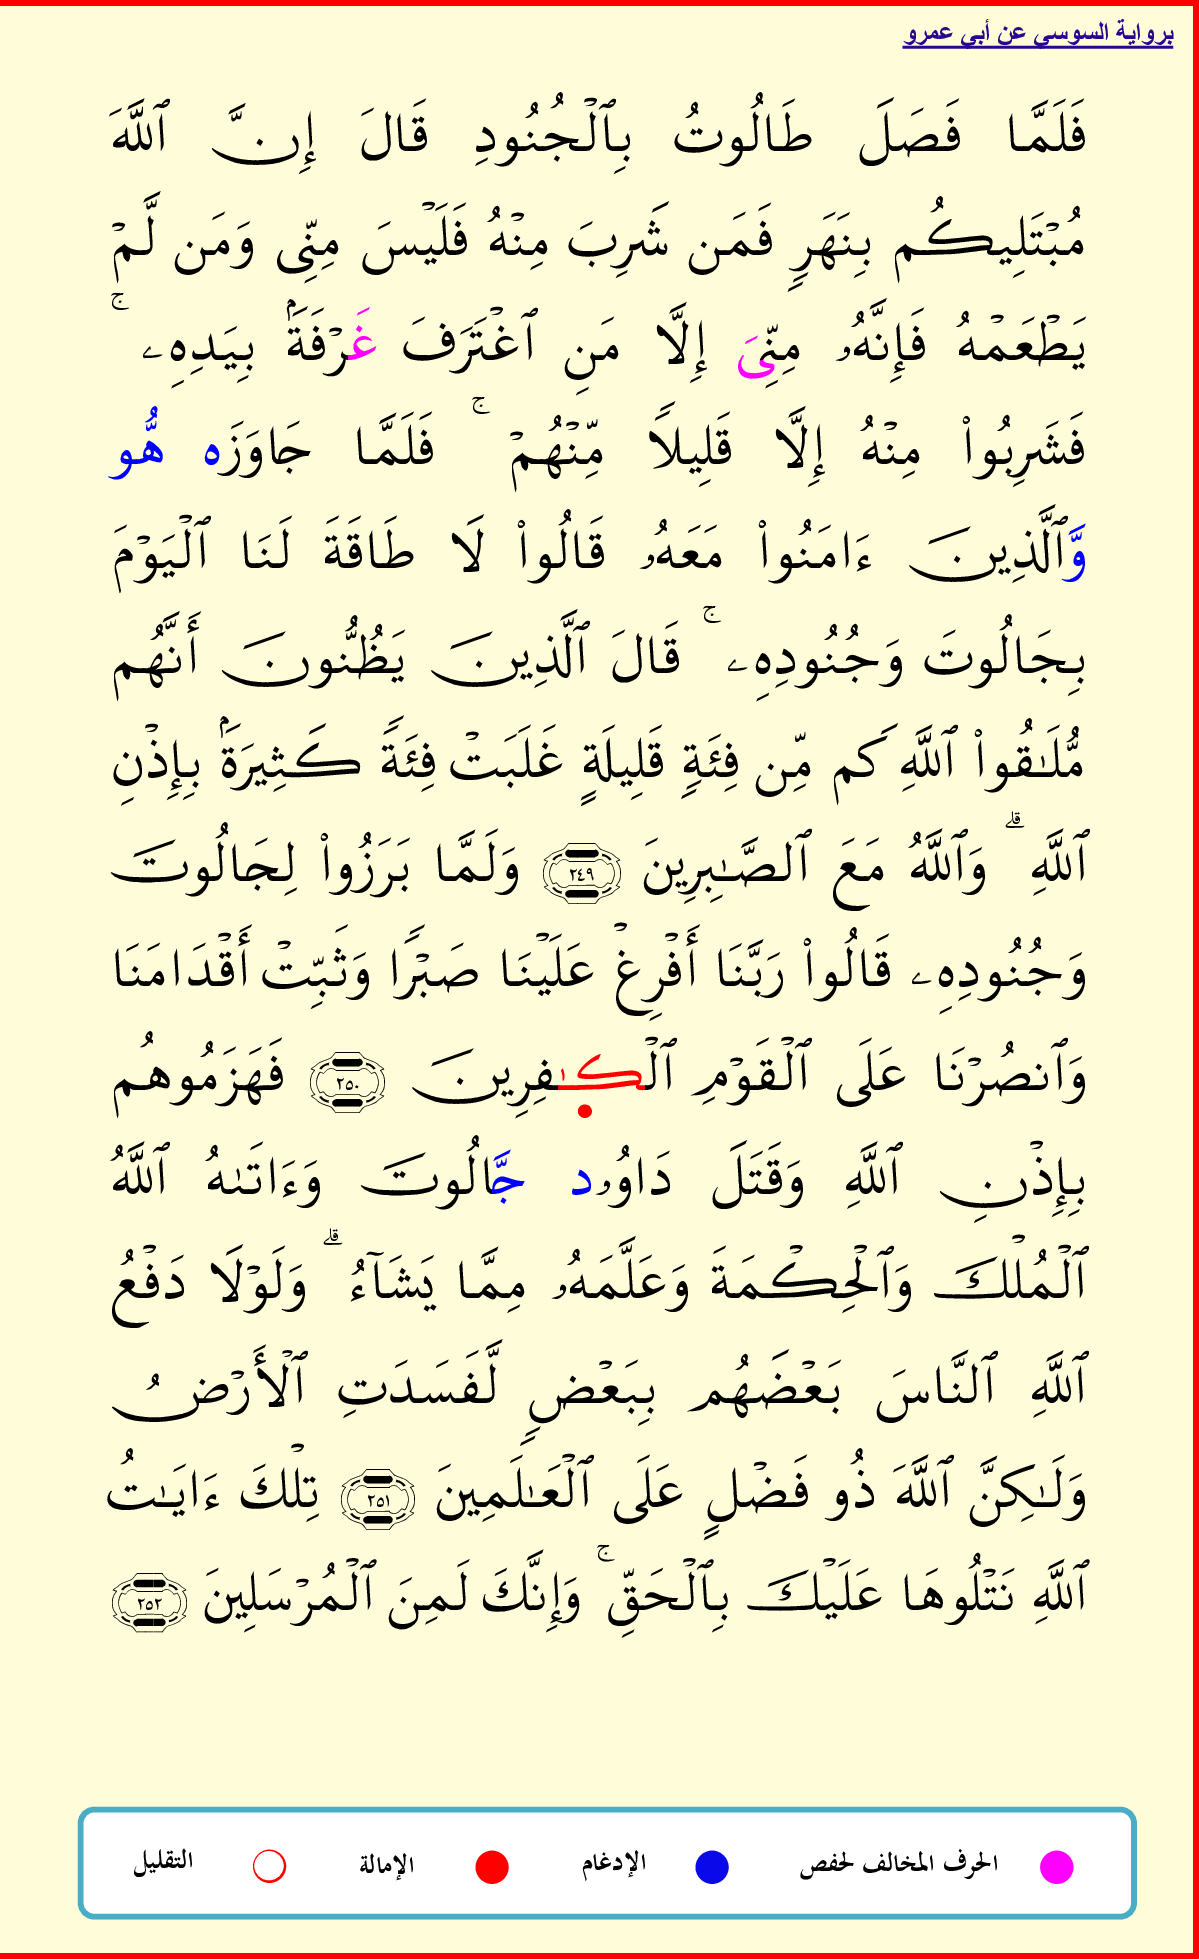 برواية السوسي عن أبي عمرو
فَلَمَّا فَصَلَ طَالُوتُ بِٱلۡجُنُودِ قَالَ إِنَّ ٱللَّهَ
مُبۡتَلِيكُم بِنَهَرٖ فَمَن شَرِبَ مِنۡهُ فَلَيۡسَ مِنِّي وَمَن لَّمۡ
يَطۡعَمۡهُ فَإِنَّهُۥ مِنِّيَ إِلَّا مَنِ ٱغۡتَرَفَ غَرۡفَةَۢ بِيَدِهِۦۚ
فَشَرِبُواْ مِنۡهُ إِلَّا قَلِيلٗا مِّنۡهُمۡۚ فَلَمَّا جَاوَزَه هُّو
وَّٱلَّذِينَ ءَامَنُواْ مَعَهُۥ قَالُواْ لَا طَاقَةَ لَنَا ٱلۡيَوۡمَ
بِجَالُوتَ وَجُنُودِهِۦۚ قَالَ ٱلَّذِينَ يَظُنُّونَ أَنَّهُم
مُّلَٰقُواْ ٱللَّهِ كَم مِّن فِئَةٖ قَلِيلَةٍ غَلَبَتۡ فِئَةٗ كَثِيرَةَۢ بِإِذۡنِ
ٱللَّهِۗ وَٱللَّهُ مَعَ ٱلصَّٰبِرِينَ ٢٤٩ وَلَمَّا بَرَزُواْ لِجَالُوتَ
وَجُنُودِهِۦ قَالُواْ رَبَّنَا أَفۡرِغۡ عَلَيۡنَا صَبۡرٗا وَثَبِّتۡ أَقۡدَامَنَا
وَٱنصُرۡنَا عَلَى ٱلۡقَوۡمِ ٱلۡكَٰفِرِينَ ٢٥٠ فَهَزَمُوهُم
بِإِذۡنِ ٱللَّهِ وَقَتَلَ دَاوُۥد جَّالُوتَ وَءَاتَىٰهُ ٱللَّهُ
ٱلۡمُلۡكَ وَٱلۡحِكۡمَةَ وَعَلَّمَهُۥ مِمَّا يَشَآءُۗ وَلَوۡلَا دَفۡعُ
ٱللَّهِ ٱلنَّاسَ بَعۡضَهُم بِبَعۡضٖ لَّفَسَدَتِ ٱلۡأَرۡضُ
وَلَٰكِنَّ ٱللَّهَ ذُو فَضۡلٍ عَلَى ٱلۡعَٰلَمِينَ ٢٥١ تِلۡكَ ءَايَٰتُ
ٱللَّهِ نَتۡلُوهَا عَلَيۡكَ بِٱلۡحَقِّۚ وَإِنَّكَ لَمِنَ ٱلۡمُرۡسَلِينَ ٢٥٢
الحرف المخالف لحفص الإدغام الإمالة التقليل